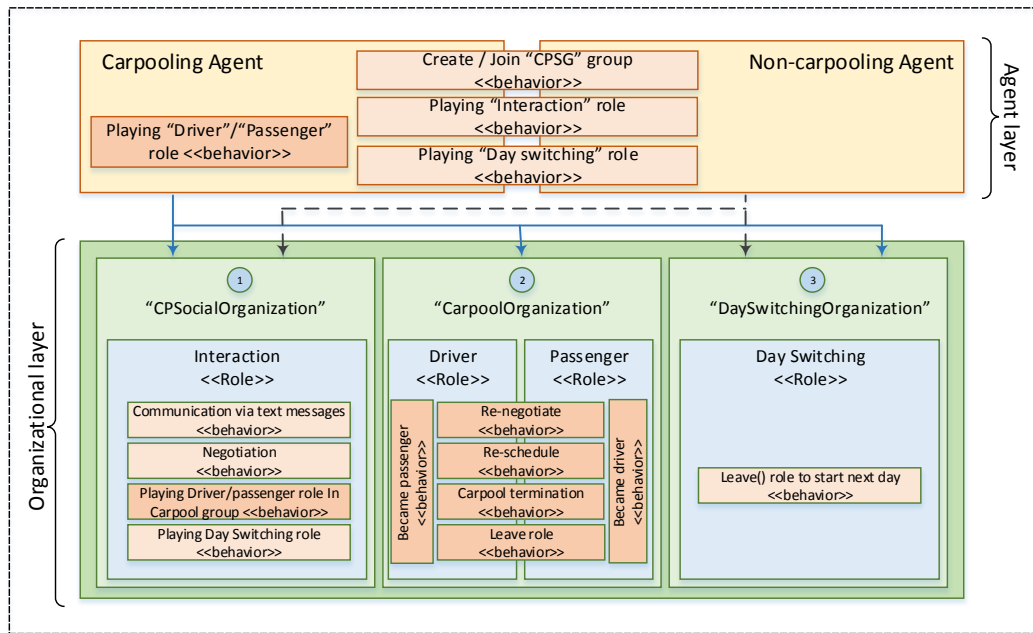 Carpooling Agent
Non-carpooling Agent
Create / Join “CPSG” group
<<behavior>>
Playing “Interaction” role
<<behavior>>
Playing “Driver”/“Passenger”
role <<behavior>>
Playing “Day switching” role
<<behavior>>
Agent layer
Organizational layer
1
“CPSocialOrganization”
Interaction
<<Role>>
Communication via text messages
<<behavior>>
Negotiation
<<behavior>>
Playing Driver/passenger role In
Carpool group <<behavior>>
Playing Day Switching role
<<behavior>>
2
“CarpoolOrganization”
Driver
<<Role>>
Passenger
<<Role>>
Became passenger
<<behavior>>
Re-negotiate
<<behavior>>
Re-schedule
<<behavior>>
Carpool termination
<<behavior>>
Leave role
<<behavior>>
Became driver
<<behavior>>
3
“DaySwitchingOrganization”
Day Switching
<<Role>>
Leave() role to start next day
<<behavior>>